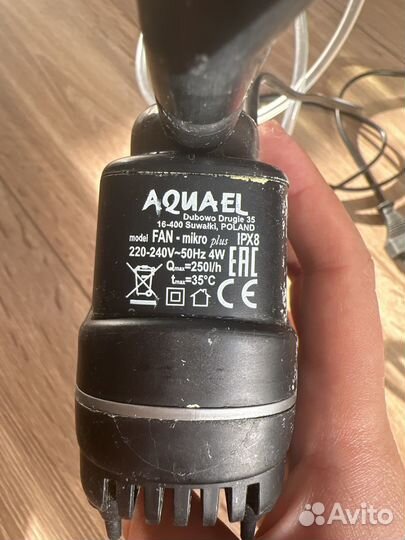 AQUAEL
Dubowo Drugie 35
16-400 Suwałki, POLAND
model FAN - mikro plus IPX8
220-240V~50Hz 4W
Qmax=250l/h
tmax=35°C
EAC
CE
Avito